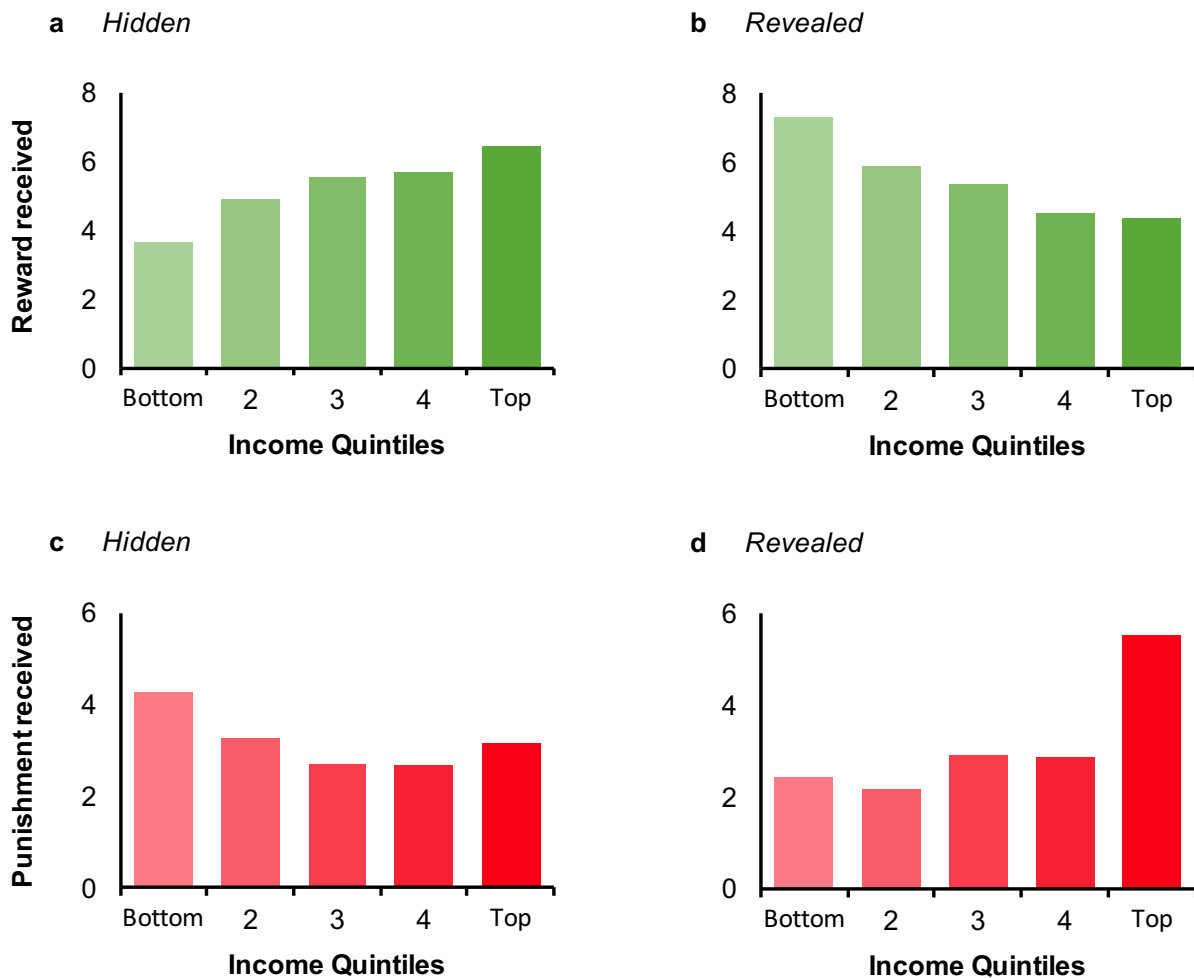 a Hidden
Reward received
8
6
4
2
0
Bottom 2 3 4 Top
Income Quintiles
b Revealed
8
6
4
2
0
Bottom 2 3 4 Top
Income Quintiles
c Hidden
Punishment received
6
4
2
0
Bottom 2 3 4 Top
Income Quintiles
d Revealed
6
4
2
0
Bottom 2 3 4 Top
Income Quintiles